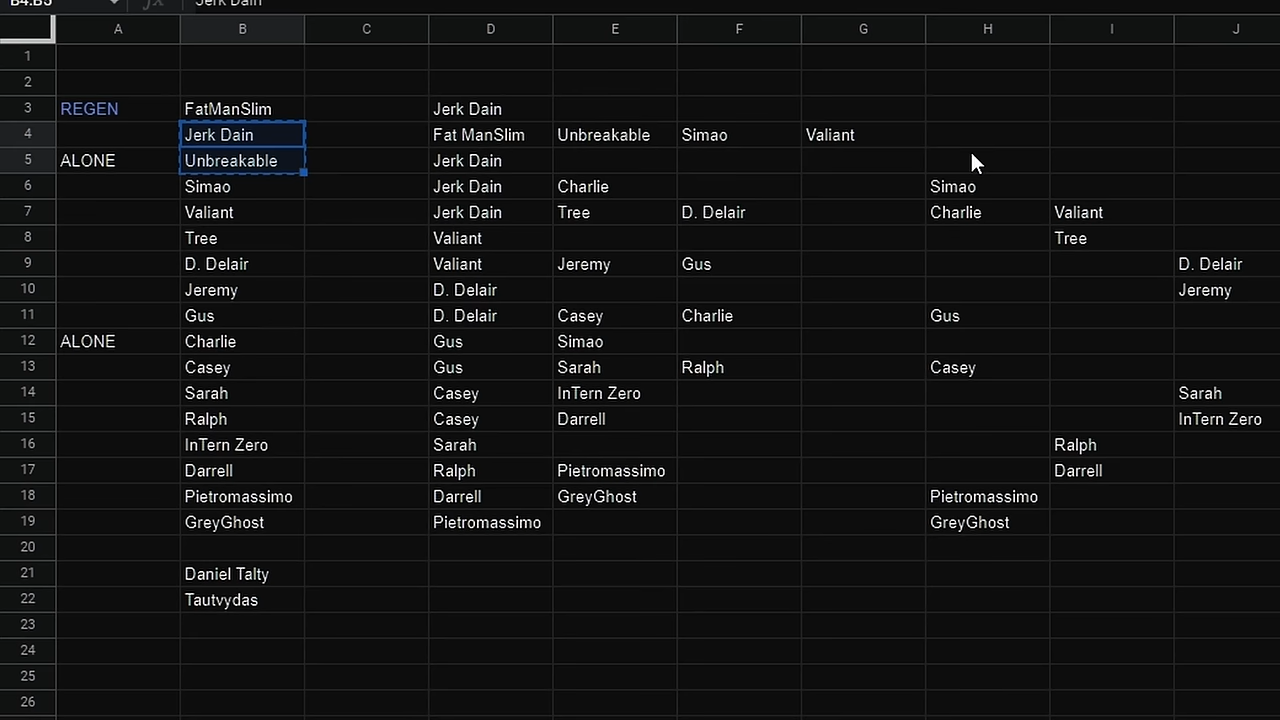 B4:B5 fx Jerk Dain
A B C D E F G H I J
1
2
3 REGEN FatManSlim Jerk Dain
4 Jerk Dain Fat ManSlim Unbreakable Simao Valiant
5 ALONE Unbreakable Jerk Dain
6 Simao Jerk Dain Charlie Simao
7 Valiant Jerk Dain Tree D. Delair Charlie Valiant
8 Tree Valiant Tree
9 D. Delair Valiant Jeremy Gus D. Delair
10 Jeremy D. Delair Jeremy
11 Gus D. Delair Casey Charlie Gus
12 ALONE Charlie Gus Simao
13 Casey Gus Sarah Ralph Casey
14 Sarah Casey InTern Zero Sarah
15 Ralph Casey Darrell InTern Zero
16 InTern Zero Sarah Ralph
17 Darrell Ralph Pietromassimo Darrell
18 Pietromassimo Darrell GreyGhost Pietromassimo
19 GreyGhost Pietromassimo GreyGhost
20
21 Daniel Talty
22 Tautvydas
23
24
25
26